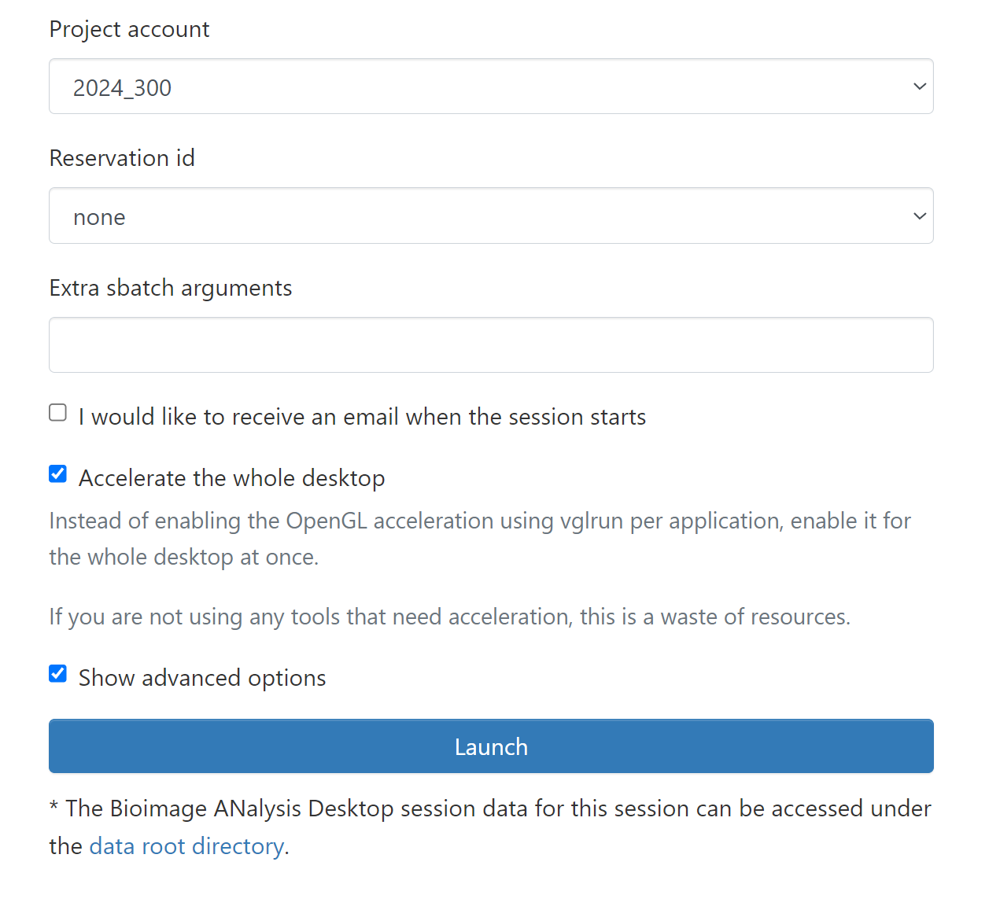 Project account
2024_300
Reservation id
none
Extra sbatch arguments
I would like to receive an email when the session starts
Accelerate the whole desktop
Instead of enabling the OpenGL acceleration using vglrun per application, enable it for
the whole desktop at once.
If you are not using any tools that need acceleration, this is a waste of resources.
Show advanced options
Launch
* The Bioimage ANalysis Desktop session data for this session can be accessed under
the data root directory.